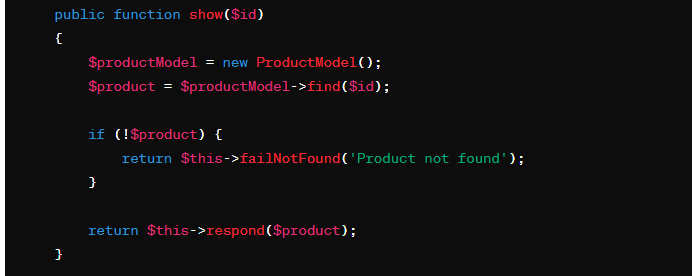 public function show($id)
{
    $productModel = new ProductModel();
    $product = $productModel->find($id);

    if (!$product) {
        return $this->failNotFound('Product not found');
    }

    return $this->respond($product);
}